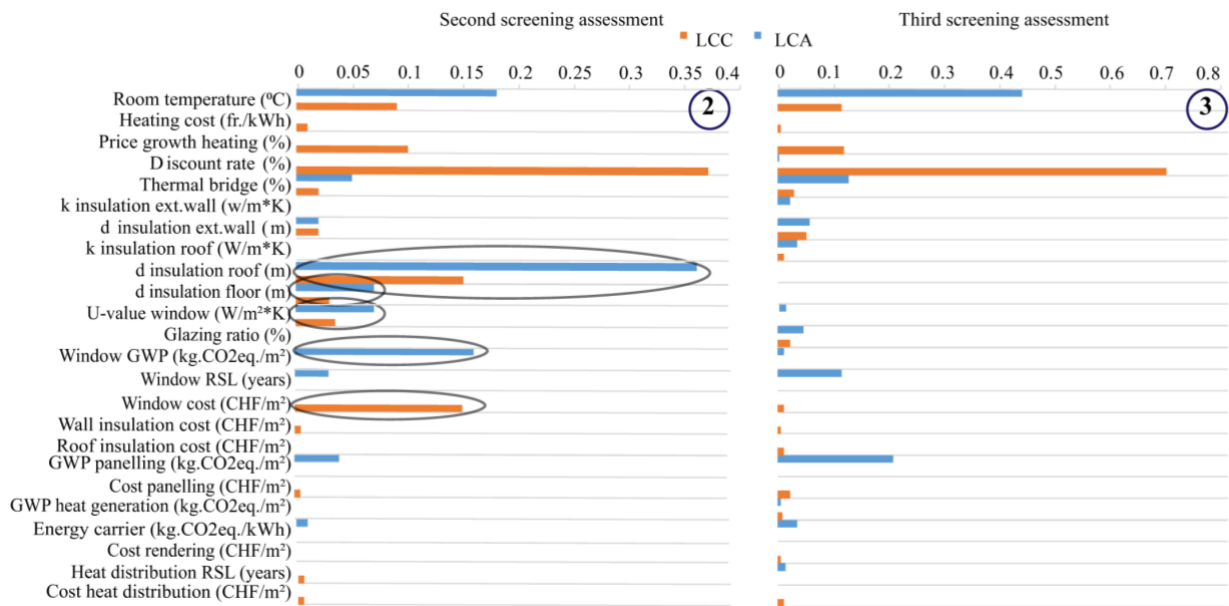 Second screening assessment
Third screening assessment
LCC LCA
0 0.05 0.1 0.15 0.2 0.25 0.3 0.35 0.4
0 0.1 0.2 0.3 0.4 0.5 0.6 0.7 0.8
2
3
Room temperature (⁰C)
Heating cost (fr./kWh)
Price growth heating (%)
Discount rate (%)
Thermal bridge (%)
k insulation ext.wall (w/m*K)
d insulation ext.wall (m)
k insulation roof (W/m*K)
d insulation roof (m)
d insulation floor (m)
U-value window (W/m²*K)
Glazing ratio (%)
Window GWP (kg.CO2eq./m²)
Window RSL (years)
Window cost (CHF/m²)
Wall insulation cost (CHF/m²)
Roof insulation cost (CHF/m²)
GWP panelling (kg.CO2eq./m²)
Cost panelling (CHF/m²)
GWP heat generation (kg.CO2eq./m²)
Energy carrier (kg.CO2eq./kWh)
Cost rendering (CHF/m²)
Heat distribution RSL (years)
Cost heat distribution (CHF/m²)